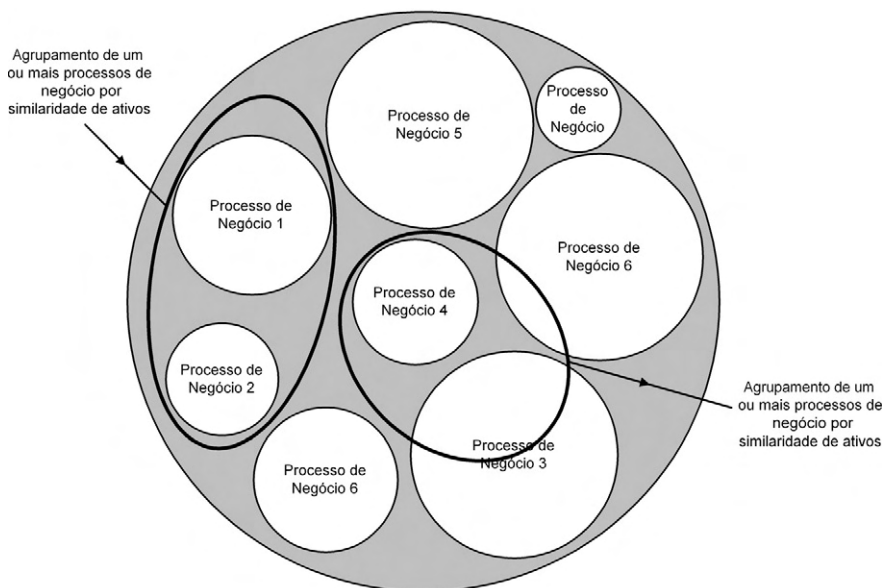 Agrupamento de um
ou mais processos de
negócio por
similaridade de ativos
Processo de
Negócio 5
Processo
de
Negócio
Processo de
Negócio 1
Processo de
Negócio 6
Processo de
Negócio 4
Processo de
Negócio 2
Agrupamento de um
ou mais processos de
negócio por
similaridade de ativos
Processo de
Negócio 3
Processo de
Negócio 6